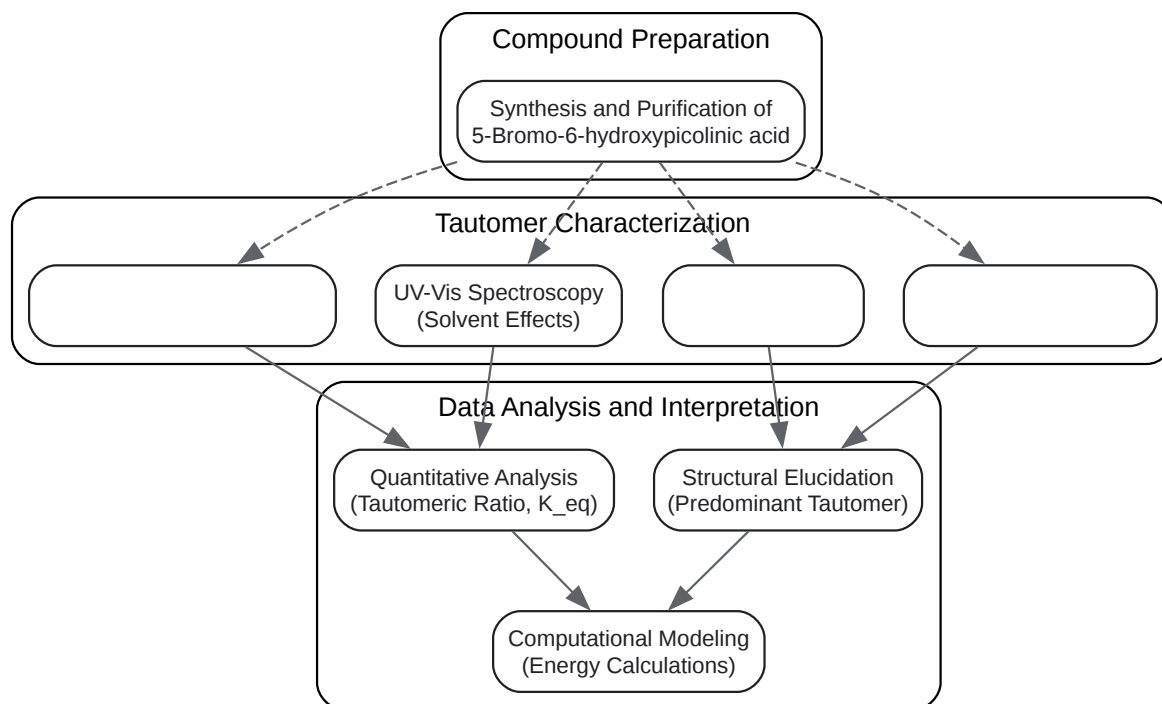 Compound Preparation
Synthesis and Purification of
5-Bromo-6-hydroxypicolinic acid
Tautomer Characterization
UV-Vis Spectroscopy
(Solvent Effects)
Data Analysis and Interpretation
Quantitative Analysis
(Tautomeric Ratio, K_eq)
Structural Elucidation
(Predominant Tautomer)
Computational Modeling
(Energy Calculations)